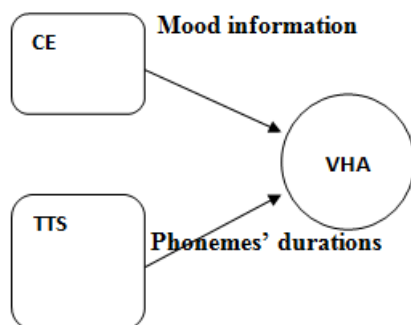 Mood information
CE
VHA
TTS
Phonemes’ durations